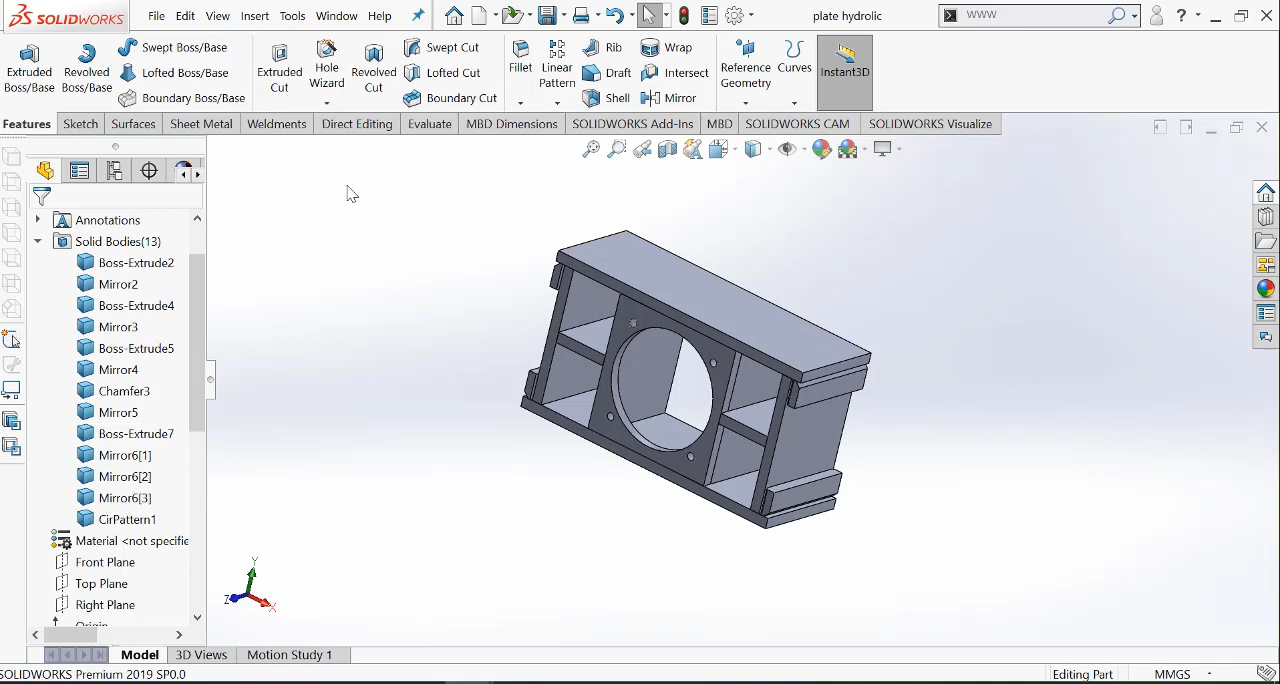 SOLIDWORKS File Edit View Insert Tools Window Help plate hydrolic WWW ?
Extruded Boss/Base
Revolved Boss/Base
Swept Boss/Base
Lofted Boss/Base
Boundary Boss/Base
Extruded Cut
Hole Wizard
Revolved Cut
Swept Cut
Lofted Cut
Boundary Cut
Fillet
Linear Pattern
Rib
Draft
Shell
Wrap
Intersect
Mirror
Reference Geometry
Curves
Instant3D
Features Sketch Surfaces Sheet Metal Weldments Direct Editing Evaluate MBD Dimensions SOLIDWORKS Add-Ins MBD SOLIDWORKS CAM SOLIDWORKS Visualize
Annotations
Solid Bodies(13)
Boss-Extrude2
Mirror2
Boss-Extrude4
Mirror3
Boss-Extrude5
Mirror4
Chamfer3
Mirror5
Boss-Extrude7
Mirror6[1]
Mirror6[2]
Mirror6[3]
CirPattern1
Material <not specifie
Front Plane
Top Plane
Right Plane
Origin
Y
Z
X
Model 3D Views Motion Study 1
SOLIDWORKS Premium 2019 SP0.0 Editing Part MMGS